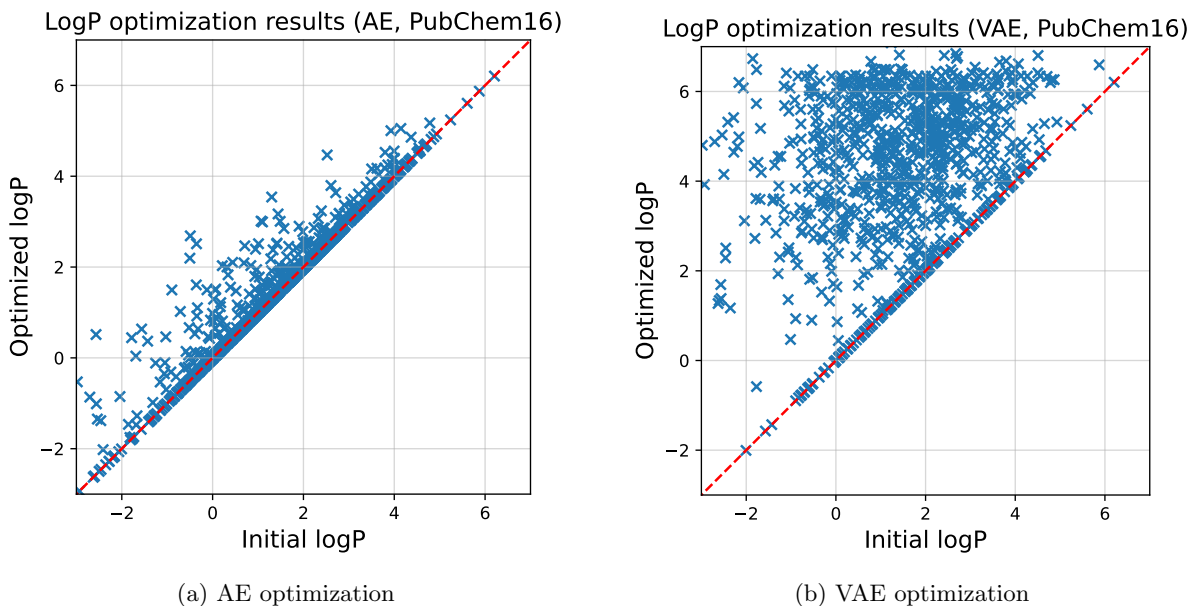 LogP optimization results (AE, PubChem16)
6
4
2
0
−2
−2 0 2 4 6
Optimized logP
Initial logP
(a) AE optimization
LogP optimization results (VAE, PubChem16)
6
4
2
0
−2
−2 0 2 4 6
Optimized logP
Initial logP
(b) VAE optimization